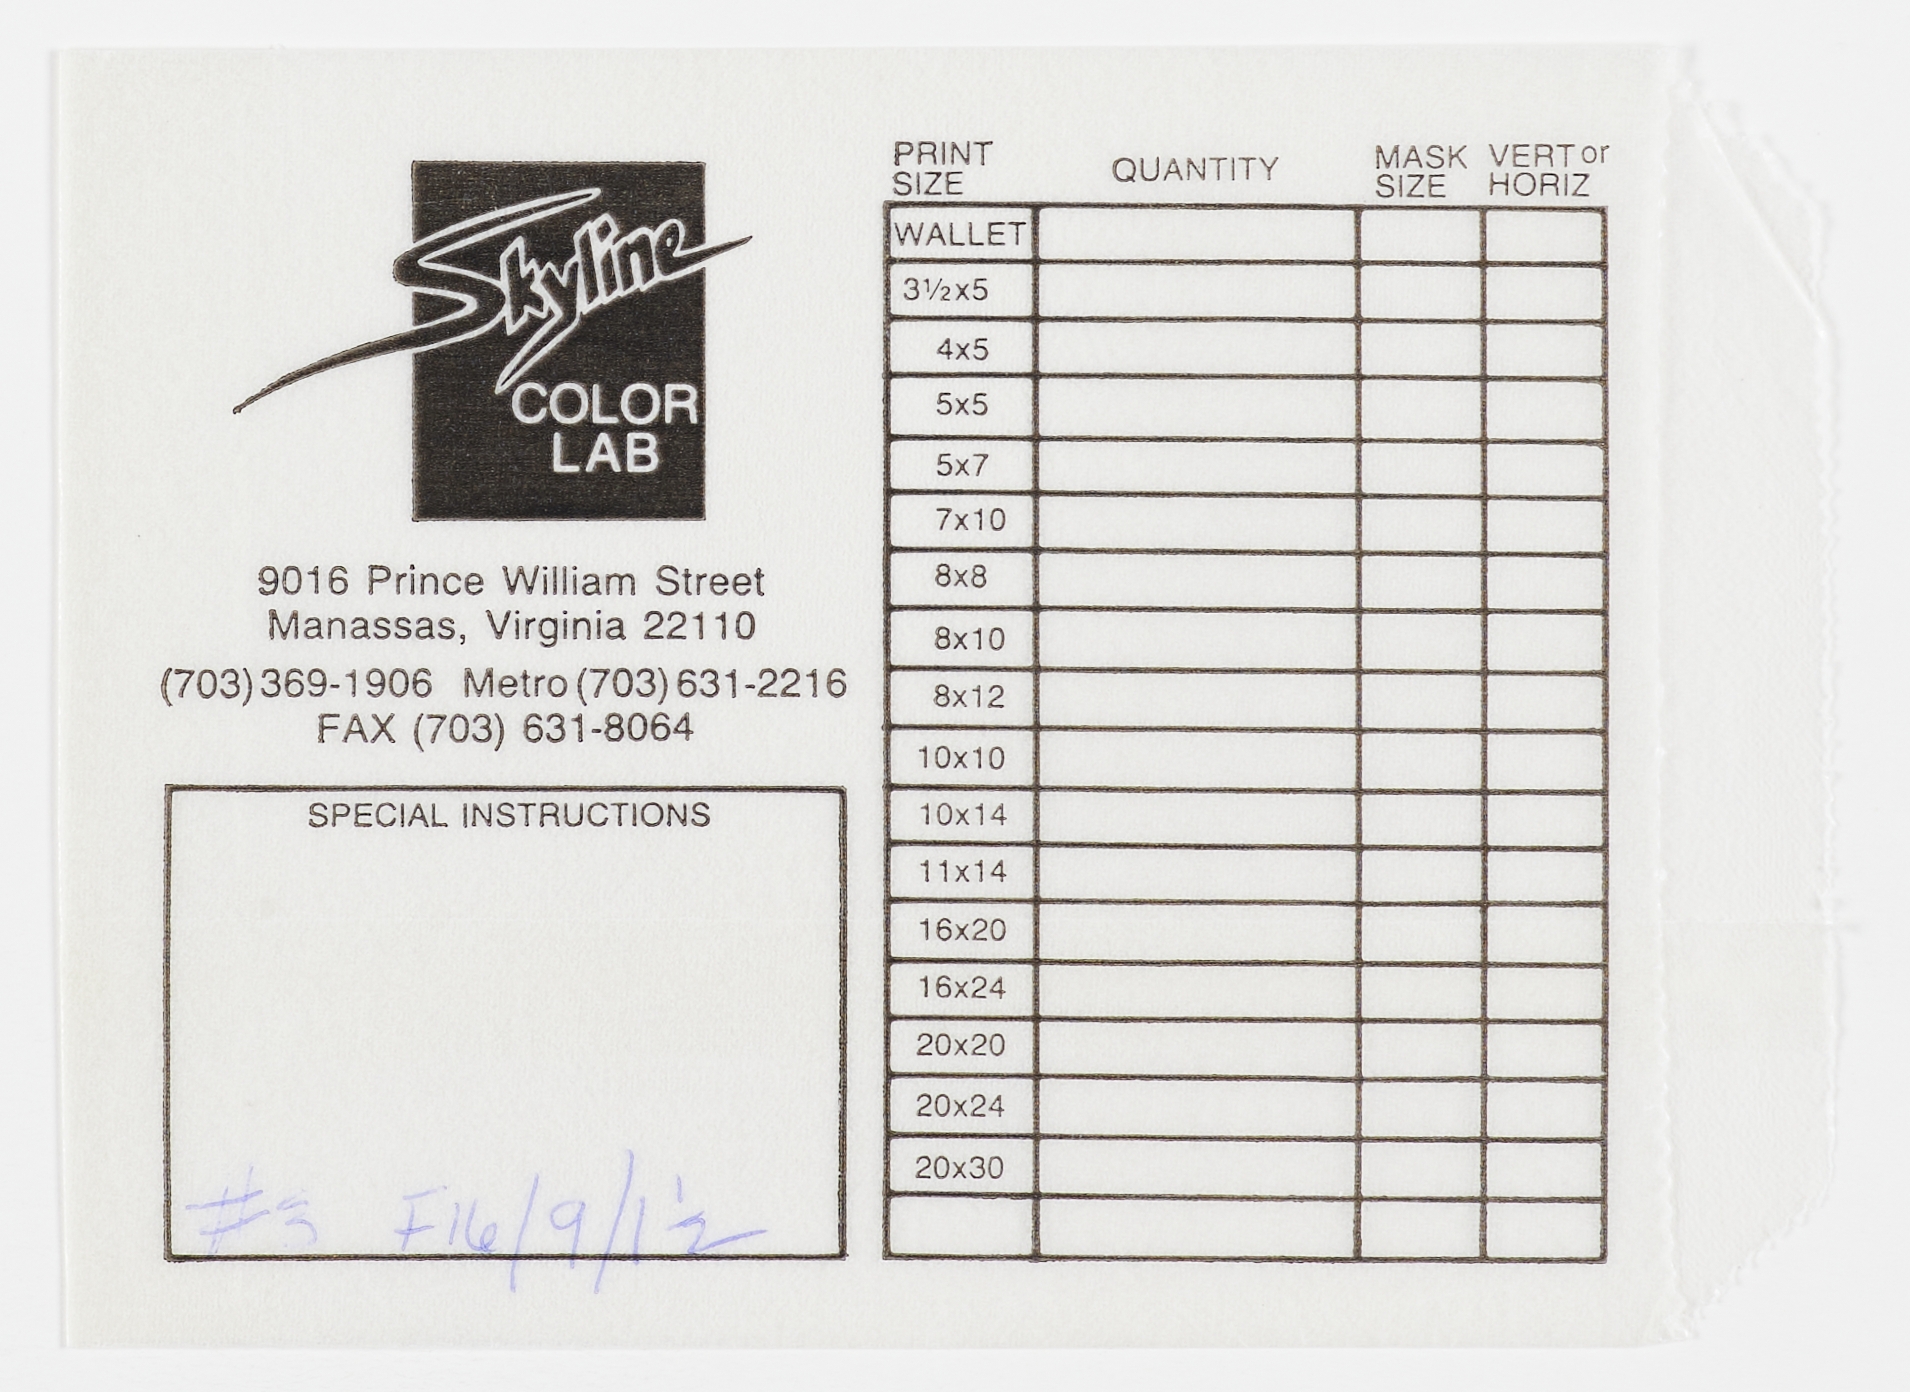 Skyline
COLOR
LAB
9016 Prince William Street
Manassas, Virginia 22110
(703) 369-1906 Metro (703) 631-2216
FAX (703) 631-8064
SPECIAL INSTRUCTIONS
#3 F16/9/1½
PRINT SIZE QUANTITY MASK SIZE VERT or HORIZ
WALLET
3½x5
4x5
5x5
5x7
7x10
8x8
8x10
8x12
10x10
10x14
11x14
16x20
16x24
20x20
20x24
20x30